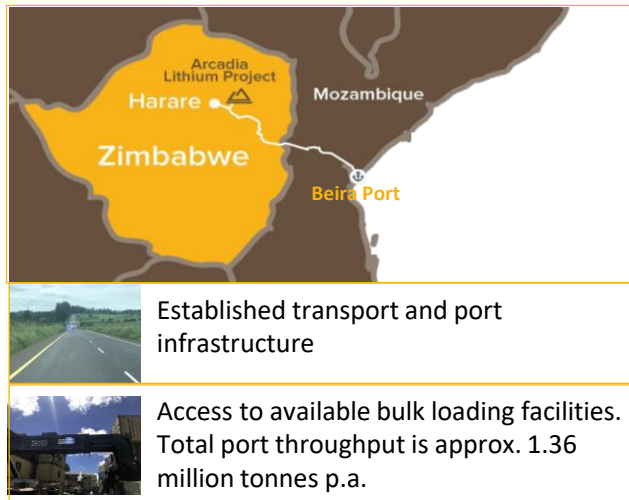 Arcadia
Lithium Project
Harare
Mozambique
Zimbabwe
Beira Port
Established transport and port
infrastructure
Access to available bulk loading facilities.
Total port throughput is approx. 1.36
million tonnes p.a.